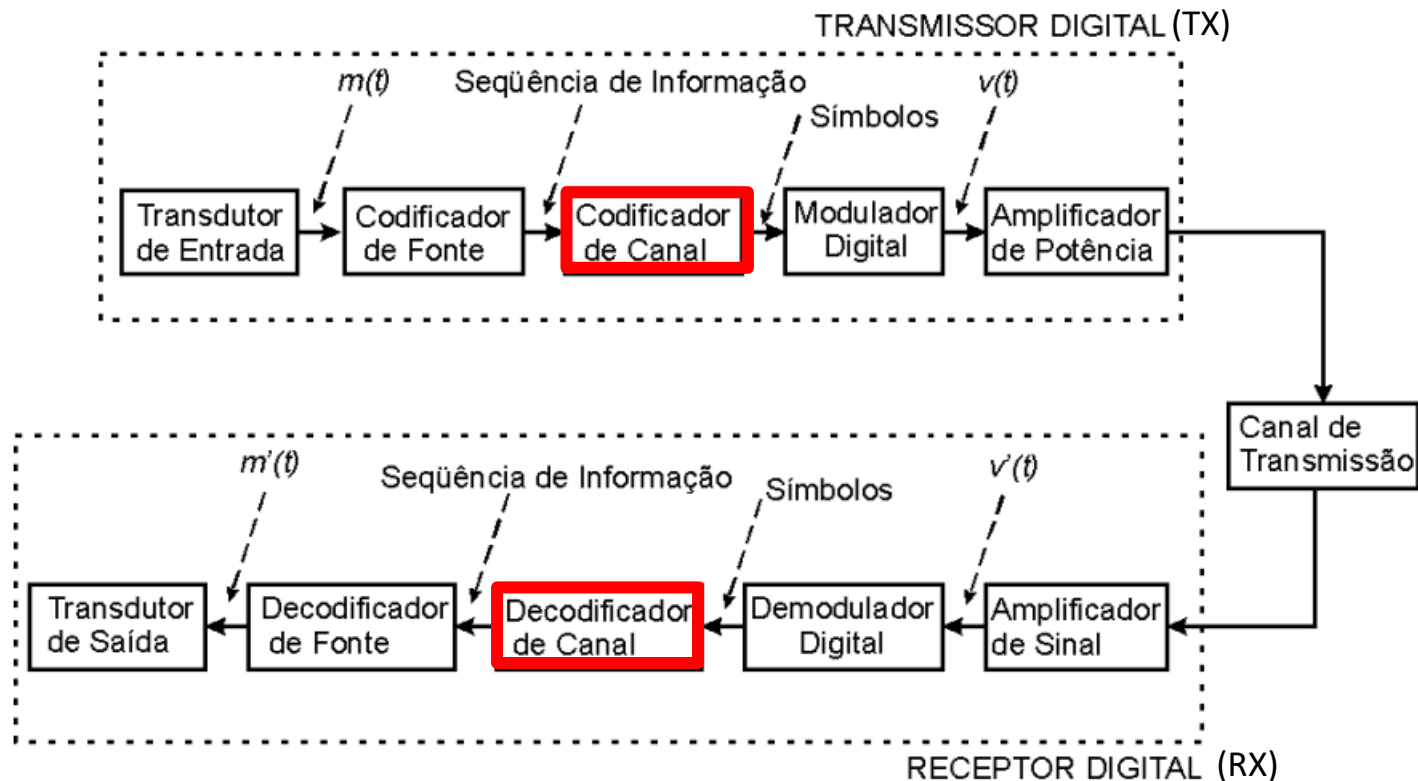 TRANSMISSOR DIGITAL (TX)
m(t)
Seqüência de Informação
Símbolos
v(t)
Transdutor
de Entrada
Codificador
de Fonte
Codificador
de Canal
Modulador
Digital
Amplificador
de Potência
Canal de
Transmissão
m'(t)
Seqüência de Informação
Símbolos
v'(t)
Transdutor
de Saída
Decodificador
de Fonte
Decodificador
de Canal
Demodulador
Digital
Amplificador
de Sinal
RECEPTOR DIGITAL (RX)